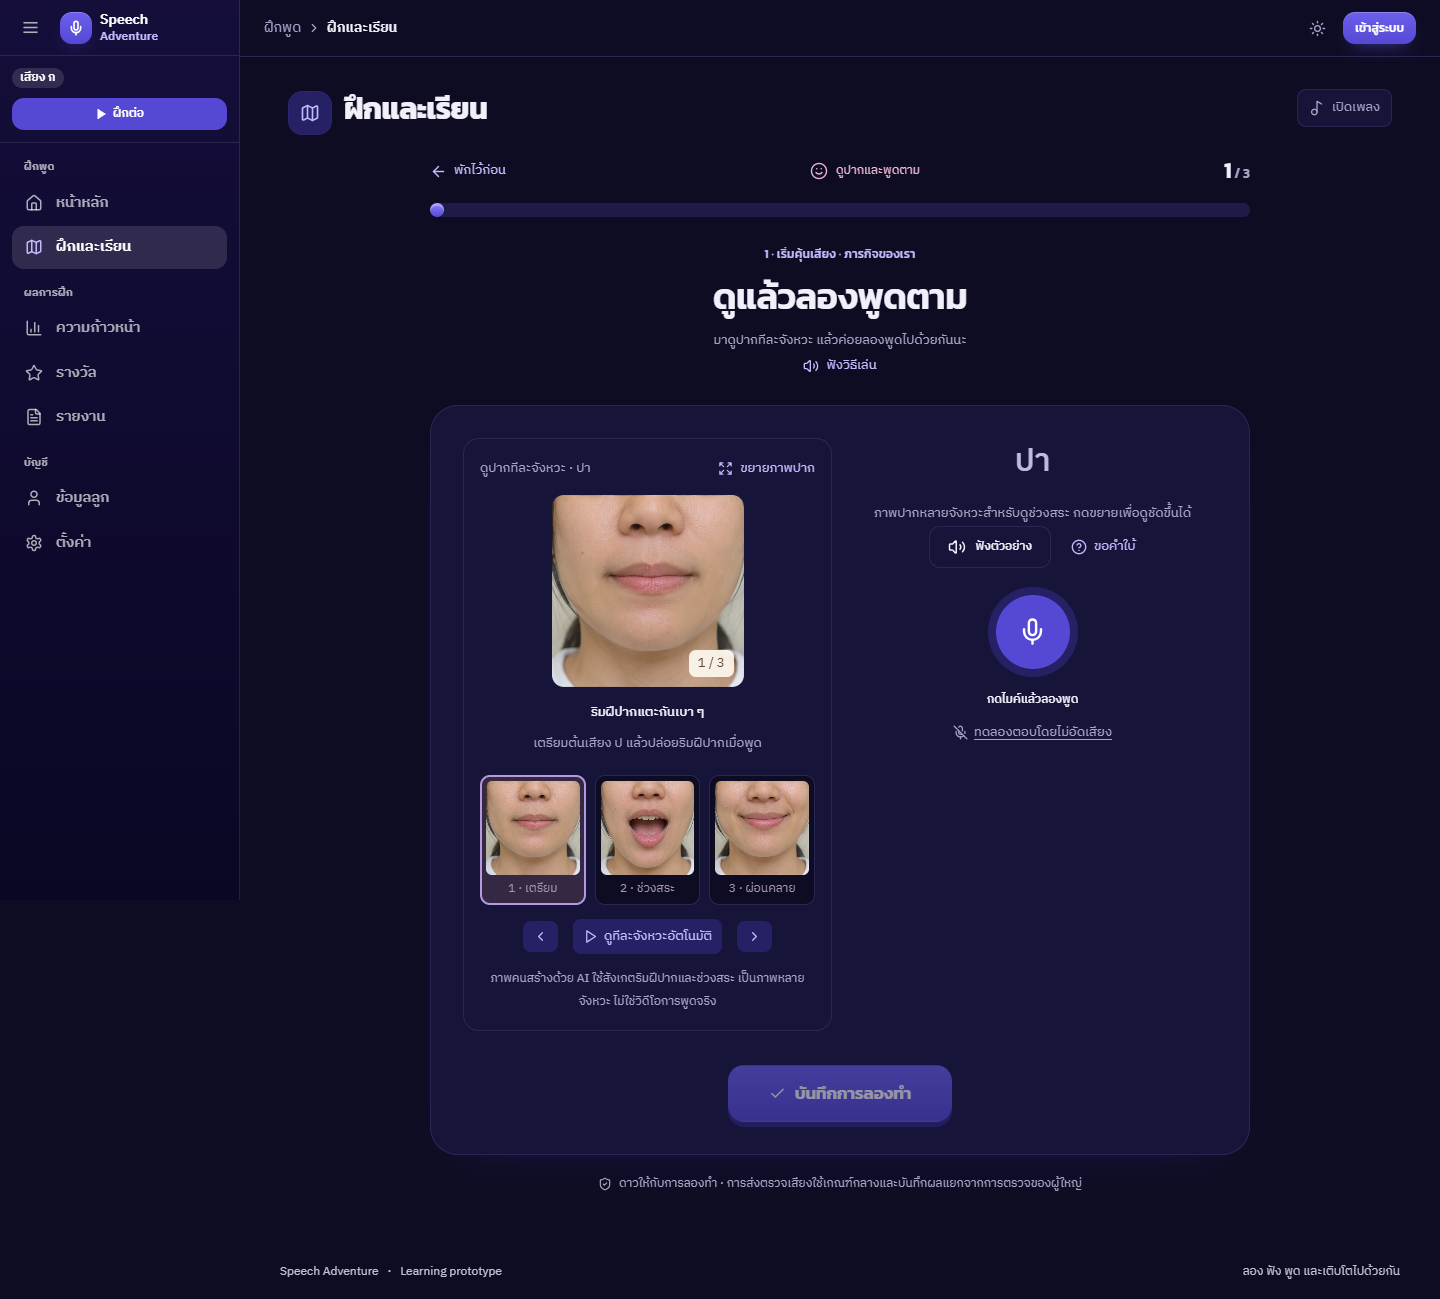 Speech
Adventure
เสียง ก
ฝึกต่อ
ฝึกพูด
หน้าหลัก
ฝึกและเรียน
ผลการฝึก
ความก้าวหน้า
รางวัล
รายงาน
บัญชี
ข้อมูลลูก
ตั้งค่า
ฝึกพูด > ฝึกและเรียน
เข้าสู่ระบบ
ฝึกและเรียน
เปิดเพลง
พักไว้ก่อน
ดูปากและพูดตาม
1 / 3
1 · เริ่มคุ้นเสียง · ภารกิจของเรา
ดูแล้วลองพูดตาม
มาดูปากทีละจังหวะ แล้วค่อยลองพูดไปด้วยกันนะ
ฟังวิธีเล่น
ดูปากทีละจังหวะ · ปา
ขยายภาพปาก
1 / 3
ริมฝีปากแตะกันเบา ๆ
เตรียมต้นเสียง ป แล้วปล่อยริมฝีปากเมื่อพูด
1 · เตรียม
2 · ช่วงสระ
3 · ผ่อนคลาย
ดูทีละจังหวะอัตโนมัติ
ภาพคนสร้างด้วย AI ใช้สังเกตริมฝีปากและช่วงสระ เป็นภาพหลาย
จังหวะ ไม่ใช่วิดีโอการพูดจริง
ปา
ภาพปากหลายจังหวะสำหรับดูช่วงสระ กดขยายเพื่อดูชัดขึ้นได้
ฟังตัวอย่าง
ขอคำใบ้
กดไมค์แล้วลองพูด
ทดลองตอบโดยไม่อัดเสียง
บันทึกการลองทำ
ดาวให้กับการลองทำ · การส่งตรวจเสียงใช้เกณฑ์กลางและบันทึกผลแยกจากการตรวจของผู้ใหญ่
Speech Adventure · Learning prototype
ลอง ฟัง พูด และเติบโตไปด้วยกัน